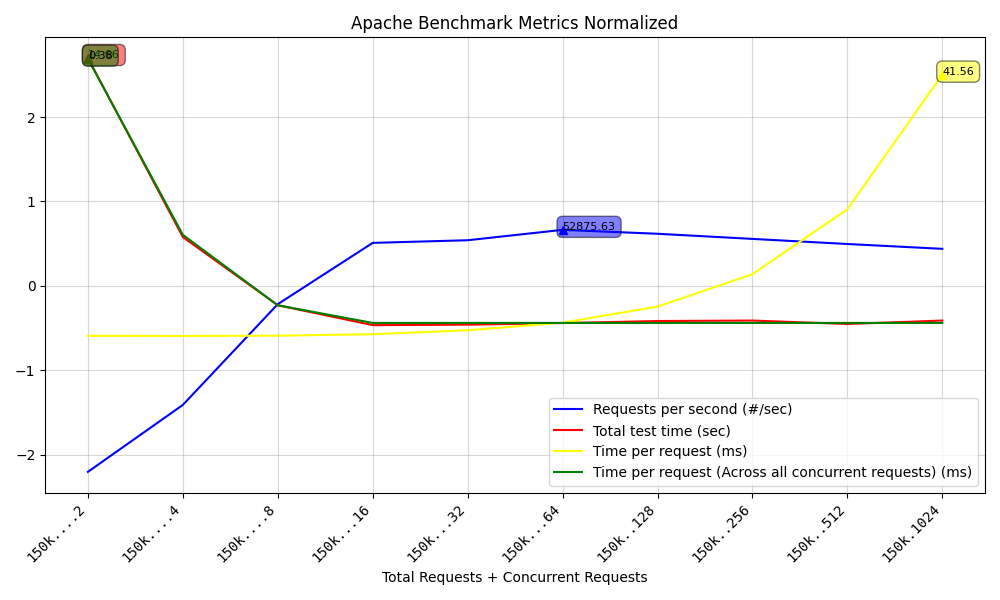 Apache Benchmark Metrics Normalized
0.38
41.56
2
1
52875.63
0
−1
−2
Requests per second (#/sec)
Total test time (sec)
Time per request (ms)
Time per request (Across all concurrent requests) (ms)
150k....2
150k....4
150k....8
150k...16
150k...32
150k...64
150k..128
150k..256
150k..512
150k.1024
Total Requests + Concurrent Requests